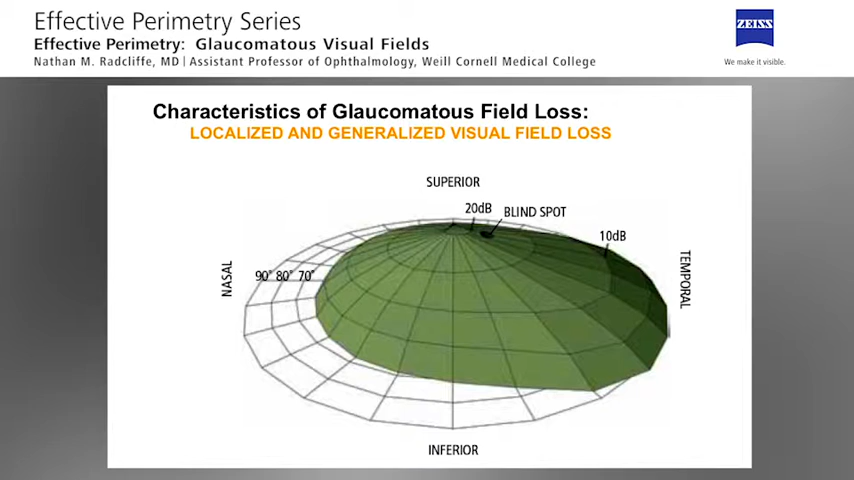 Effective Perimetry Series
Effective Perimetry: Glaucomatous Visual Fields
Nathan M. Radcliffe, MD | Assistant Professor of Ophthalmology, Weill Cornell Medical College
ZEISS
We make it visible.
Characteristics of Glaucomatous Field Loss:
LOCALIZED AND GENERALIZED VISUAL FIELD LOSS
SUPERIOR
20dB
BLIND SPOT
10dB
NASAL
90° 80° 70°
TEMPORAL
INFERIOR